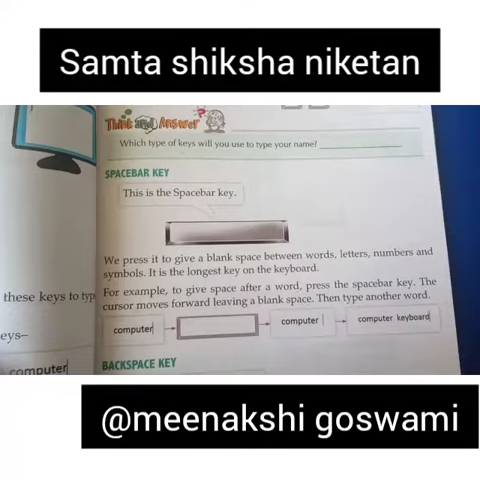 Samta shiksha niketan
Think and Answer
Which type of keys will you use to type your name?
SPACEBAR KEY
This is the Spacebar key.
We press it to give a blank space between words, letters, numbers and
symbols. It is the longest key on the keyboard.
For example, to give space after a word, press the spacebar key. The
cursor moves forward leaving a blank space. Then type another word.
computer
computer
computer keyboard
BACKSPACE KEY
these keys to typ
eys–
computer
@meenakshi goswami